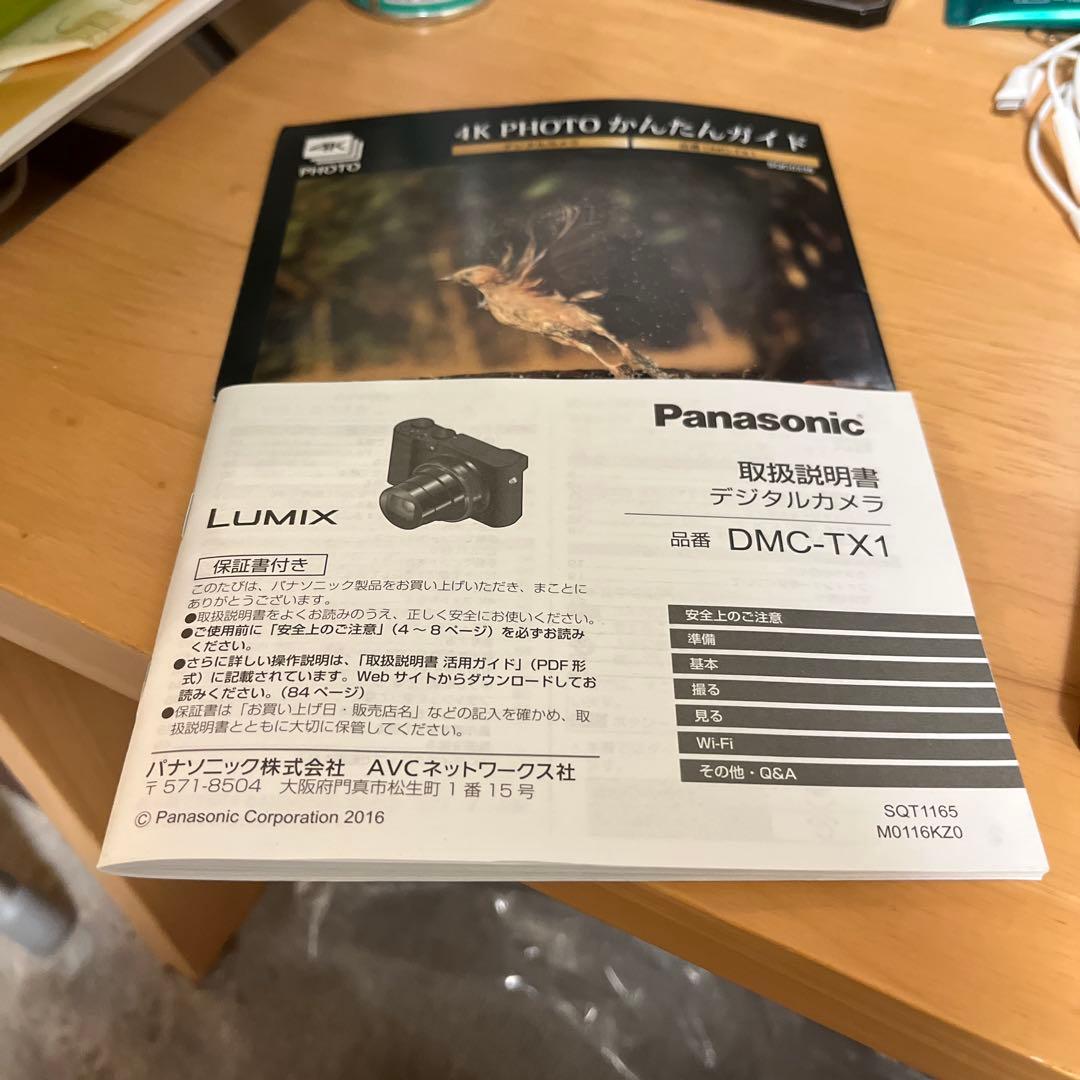 4K PHOTO かんたんガイド
デジタルカメラ
4K
PHOTO
Panasonic
取扱説明書
デジタルカメラ
品番 DMC-TX1
LUMIX
保証書付き
このたびは、パナソニック製品をお買い上げいただき、まことに
ありがとうございます。
●取扱説明書をよくお読みのうえ、正しく安全にお使いください。
●ご使用前に「安全上のご注意」(4~8ページ)を必ずお読み
ください。
●さらに詳しい操作説明は、「取扱説明書 活用ガイド」(PDF形
式)に記載されています。Webサイトからダウンロードしてお
読みください。(84ページ)
●保証書は「お買い上げ日・販売店名」などの記入を確かめ、取
扱説明書とともに大切に保管してください。
パナソニック株式会社 AVCネットワークス社
〒571-8504 大阪府門真市松生町1番15号
© Panasonic Corporation 2016
安全上のご注意
準備
基本
撮る
見る
Wi-Fi
その他・Q&A
SQT1165
M0116KZ0